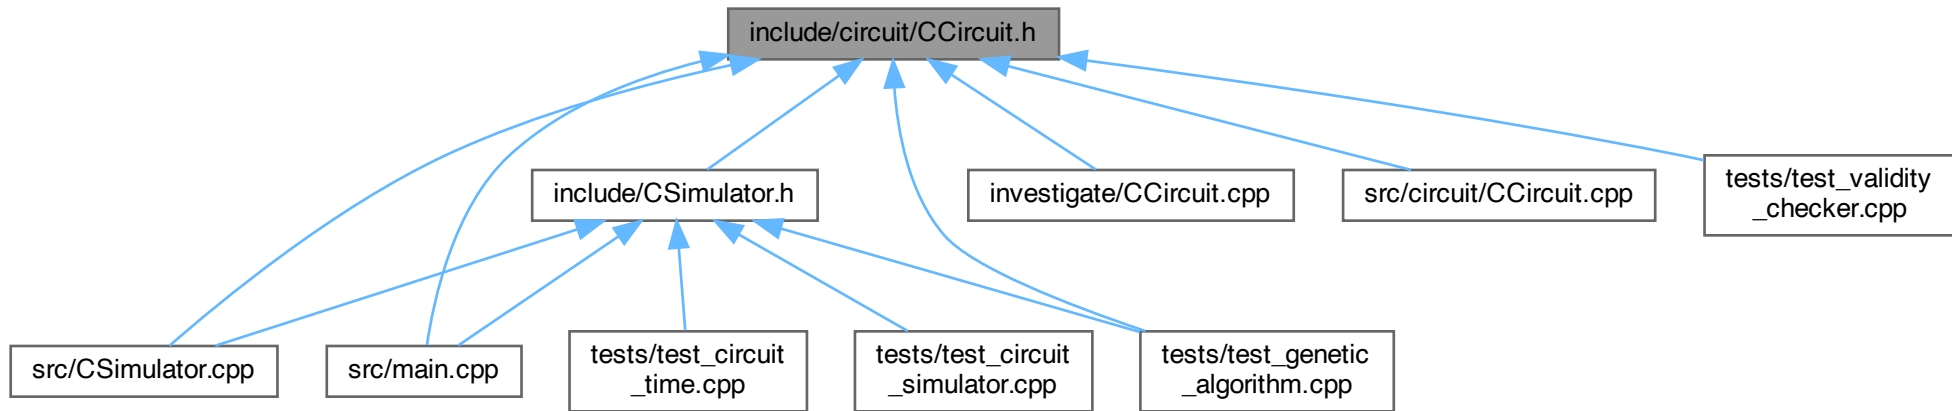 include/circuit/CCircuit.h
include/CSimulator.h
investigate/CCircuit.cpp
src/circuit/CCircuit.cpp
tests/test_validity
_checker.cpp
src/CSimulator.cpp
src/main.cpp
tests/test_circuit
_time.cpp
tests/test_circuit
_simulator.cpp
tests/test_genetic
_algorithm.cpp